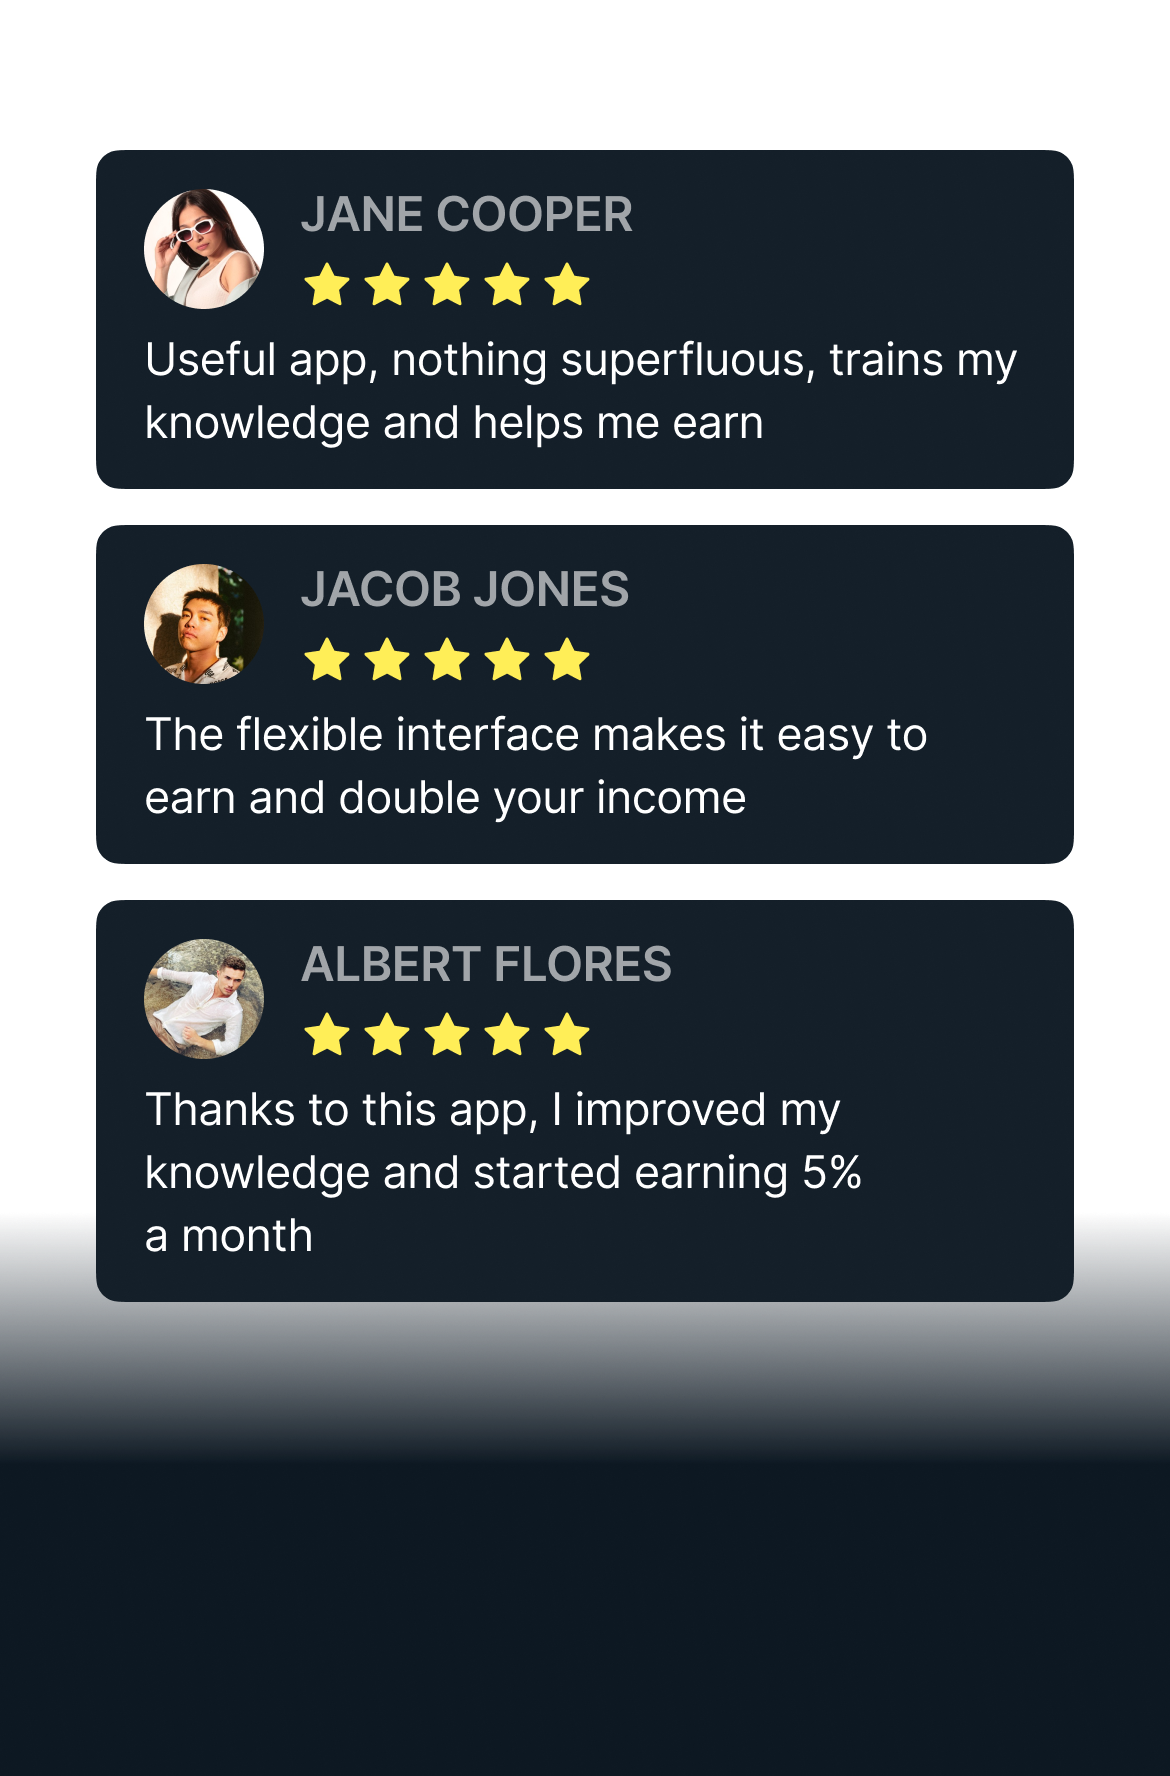 JANE COOPER
Useful app, nothing superfluous, trains my
knowledge and helps me earn
JACOB JONES
The flexible interface makes it easy to
earn and double your income
ALBERT FLORES
Thanks to this app, I improved my
knowledge and started earning 5%
a month